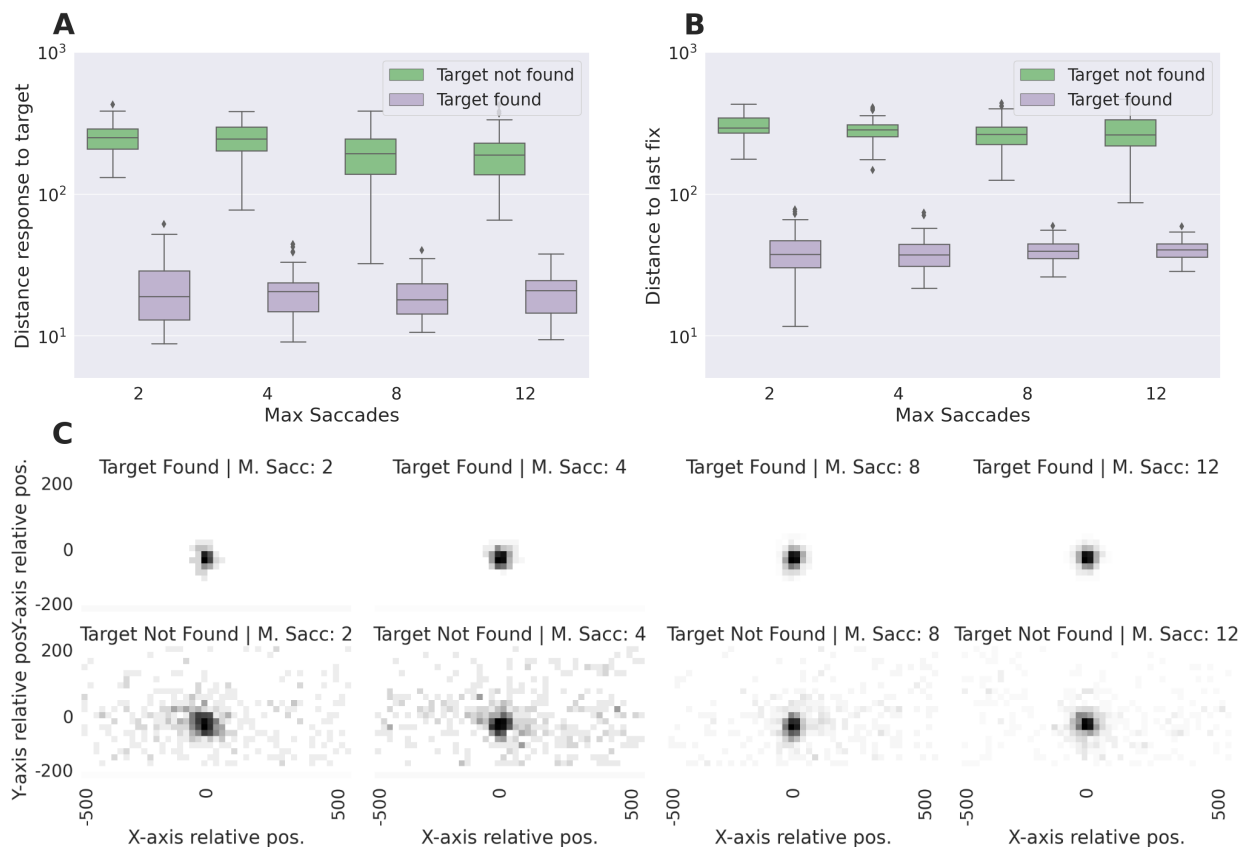 A
B
10³
Distance response to target
10²
10¹
Target not found
Target found
2
4
8
12
Max Saccades
10³
Distance to last fix
10²
10¹
Target not found
Target found
2
4
8
12
Max Saccades
C
Target Found | M. Sacc: 2
Target Found | M. Sacc: 4
Target Found | M. Sacc: 8
Target Found | M. Sacc: 12
Y-axis relative pos.
200
0
-200
Target Not Found | M. Sacc: 2
Target Not Found | M. Sacc: 4
Target Not Found | M. Sacc: 8
Target Not Found | M. Sacc: 12
Y-axis relative pos
200
0
-200
-500
0
500
-500
0
500
-500
0
500
-500
0
500
X-axis relative pos.
X-axis relative pos.
X-axis relative pos.
X-axis relative pos.